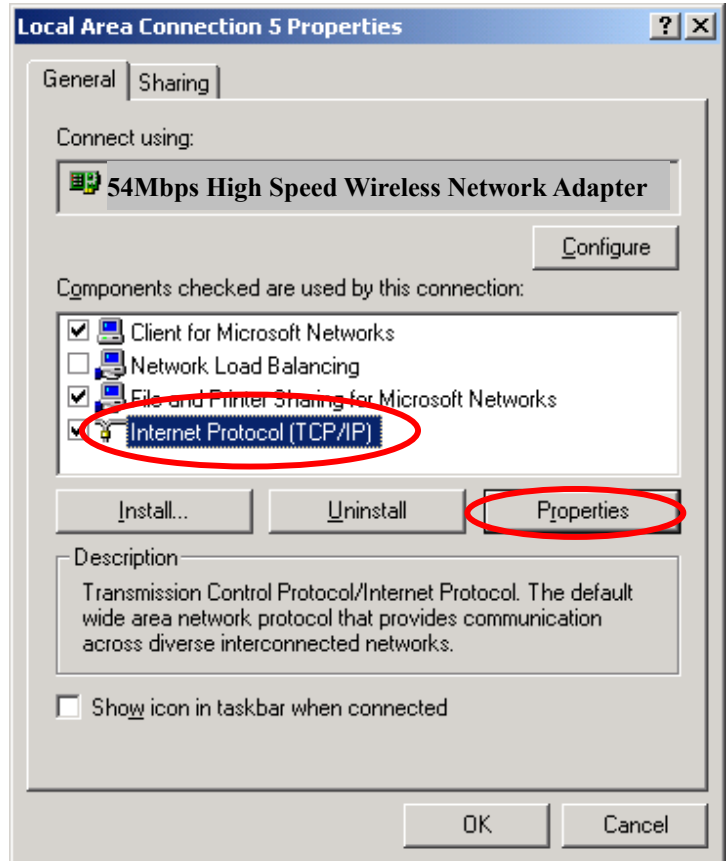 Local Area Connection 5 Properties
General
Sharing
Connect using:
54Mbps High Speed Wireless Network Adapter
Configure
Components checked are used by this connection:
Client for Microsoft Networks
Network Load Balancing
File and Printer Sharing for Microsoft Networks
Internet Protocol (TCP/IP)
Install...
Uninstall
Properties
Description
Transmission Control Protocol/Internet Protocol. The default
wide area network protocol that provides communication
across diverse interconnected networks.
Show icon in taskbar when connected
OK
Cancel